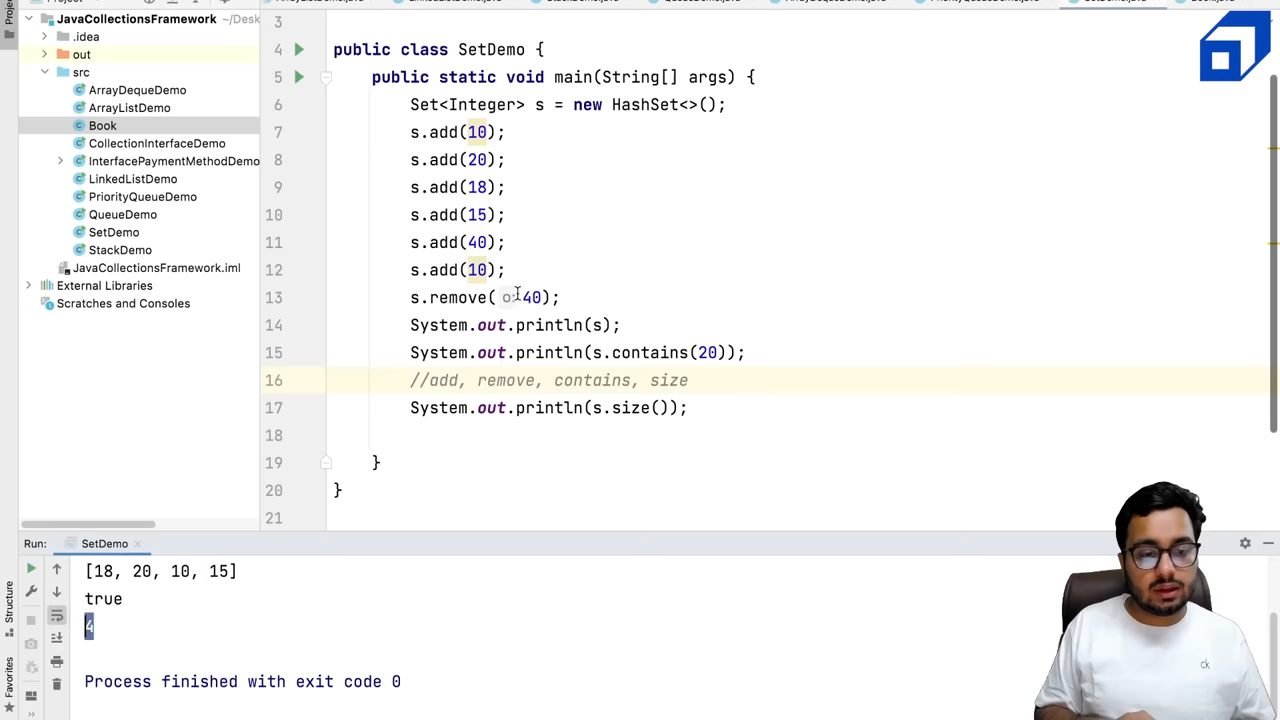 Project
JavaCollectionsFramework ~/Desk
.idea
out
src
ArrayDequeDemo
ArrayListDemo
Book
CollectionInterfaceDemo
InterfacePaymentMethodDemo
LinkedListDemo
PriorityQueueDemo
QueueDemo
SetDemo
StackDemo
JavaCollectionsFramework.iml
External Libraries
Scratches and Consoles
3
4 public class SetDemo {
5 public static void main(String[] args) {
6 Set<Integer> s = new HashSet<>();
7 s.add(10);
8 s.add(20);
9 s.add(18);
10 s.add(15);
11 s.add(40);
12 s.add(10);
13 s.remove( o: 40);
14 System.out.println(s);
15 System.out.println(s.contains(20));
16 //add, remove, contains, size
17 System.out.println(s.size());
18
19 }
20 }
21
Run: SetDemo
[18, 20, 10, 15]
true
4
Process finished with exit code 0
Structure
Favorites
ck